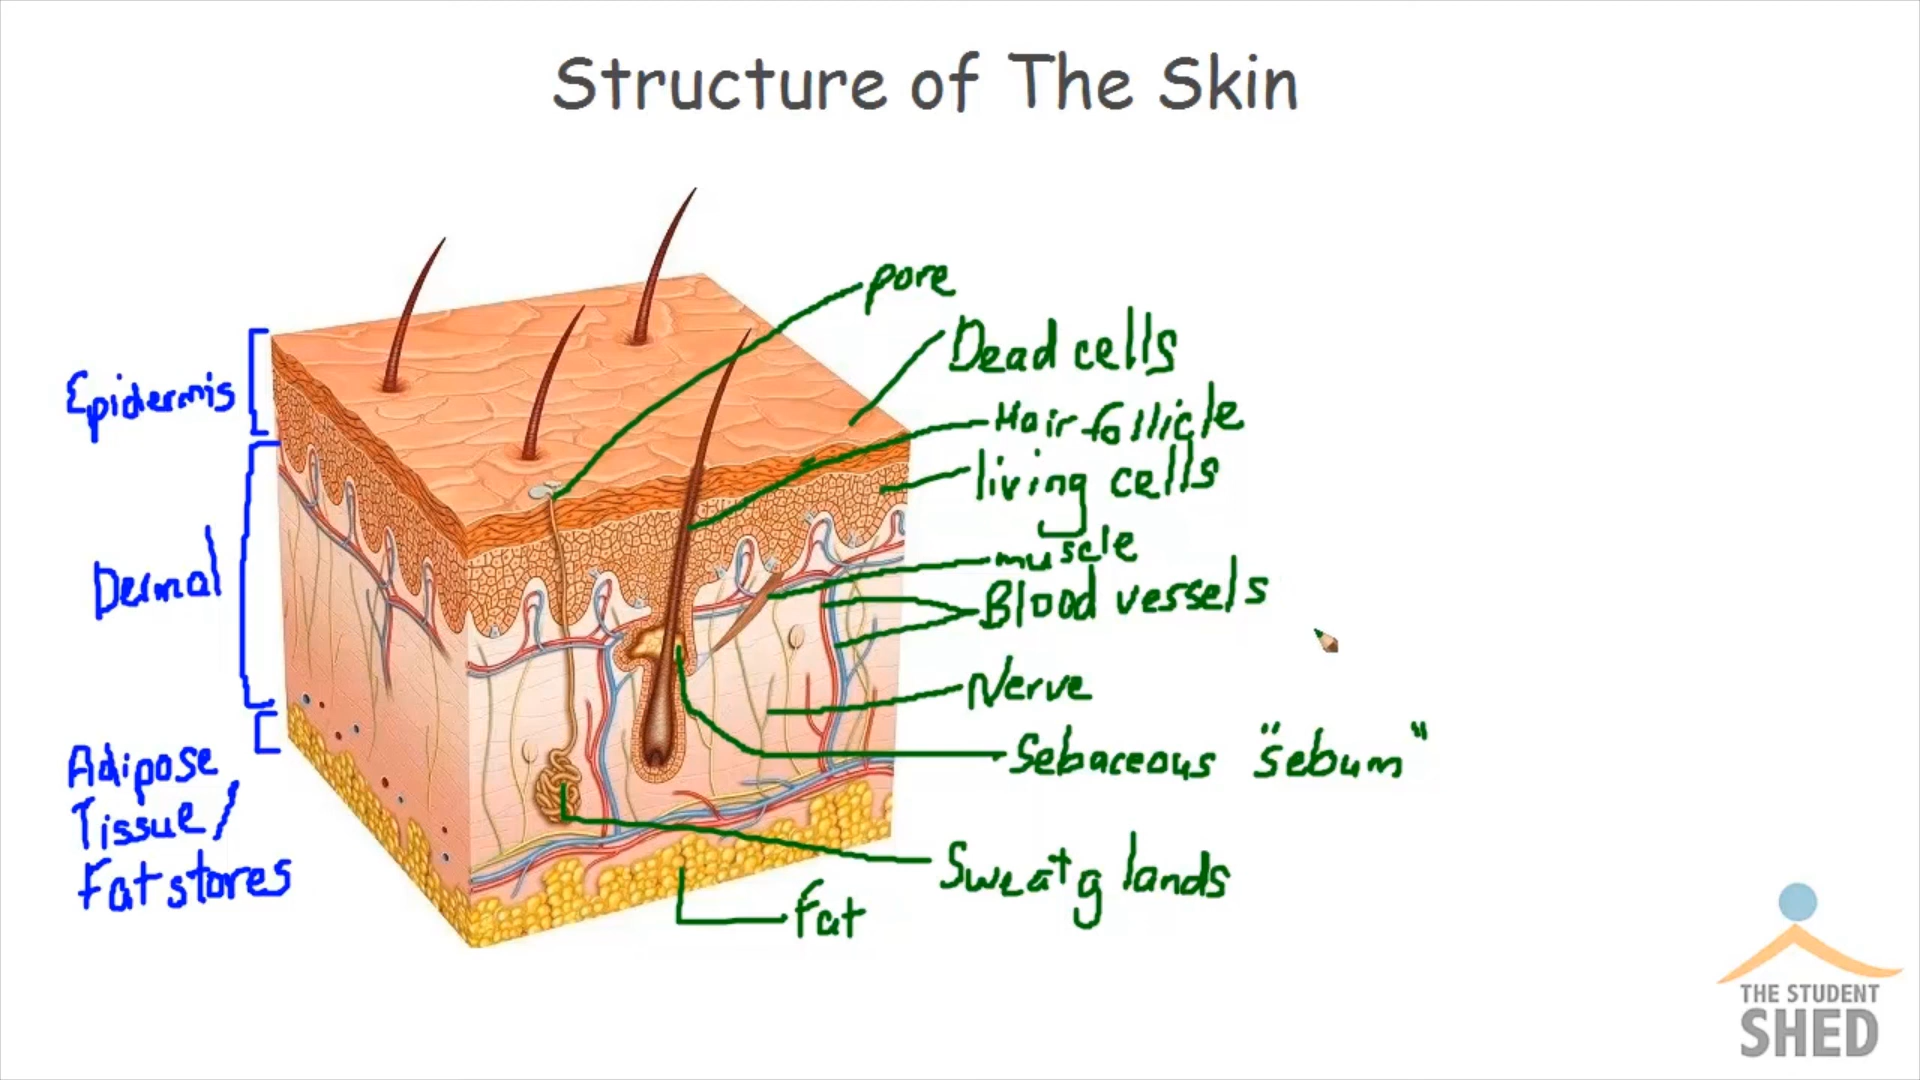 Structure of The Skin
pore
Dead cells
Hair follicle
living cells
muscle
Blood vessels
Nerve
Sebaceous "sebum"
Sweat glands
Fat
Epidermis
Dermal
Adipose
Tissue/
Fat stores
THE STUDENT
SHED